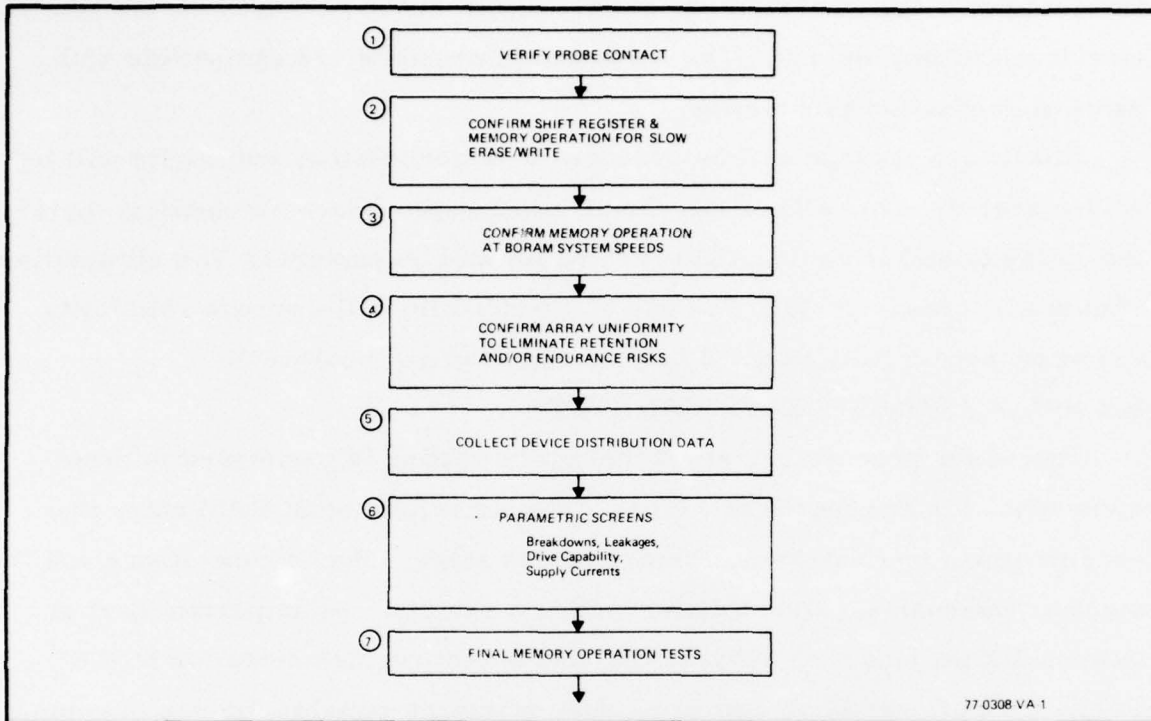 1
VERIFY PROBE CONTACT
2
CONFIRM SHIFT REGISTER &
MEMORY OPERATION FOR SLOW
ERASE/WRITE
3
CONFIRM MEMORY OPERATION
AT BORAM SYSTEM SPEEDS
4
CONFIRM ARRAY UNIFORMITY
TO ELIMINATE RETENTION
AND/OR ENDURANCE RISKS
5
COLLECT DEVICE DISTRIBUTION DATA
6
PARAMETRIC SCREENS
Breakdowns, Leakages,
Drive Capability,
Supply Currents
7
FINAL MEMORY OPERATION TESTS
77-0308-VA-1